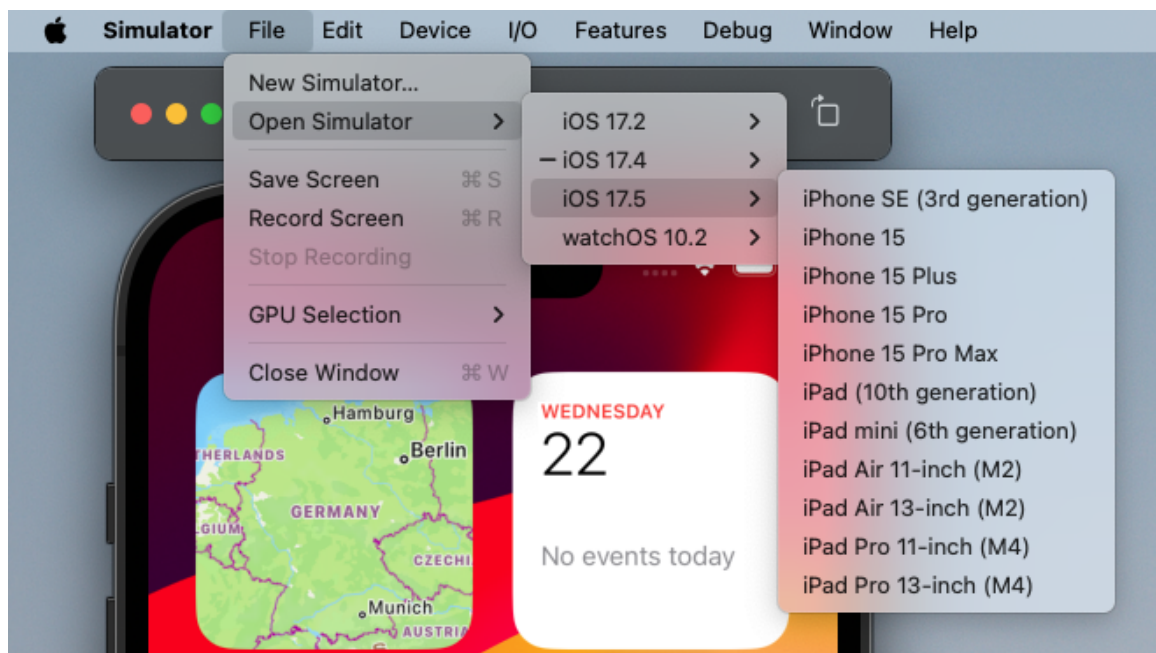 Simulator File Edit Device I/O Features Debug Window Help
New Simulator...
Open Simulator
Save Screen ⌘ S
Record Screen ⌘ R
Stop Recording
GPU Selection
Close Window ⌘ W
iOS 17.2
– iOS 17.4
iOS 17.5
watchOS 10.2
iPhone SE (3rd generation)
iPhone 15
iPhone 15 Plus
iPhone 15 Pro
iPhone 15 Pro Max
iPad (10th generation)
iPad mini (6th generation)
iPad Air 11-inch (M2)
iPad Air 13-inch (M2)
iPad Pro 11-inch (M4)
iPad Pro 13-inch (M4)
Hamburg
THERLANDS
Berlin
GERMANY
LGIUM
CZECHI
Munich
AUSTRIA
WEDNESDAY
22
No events today